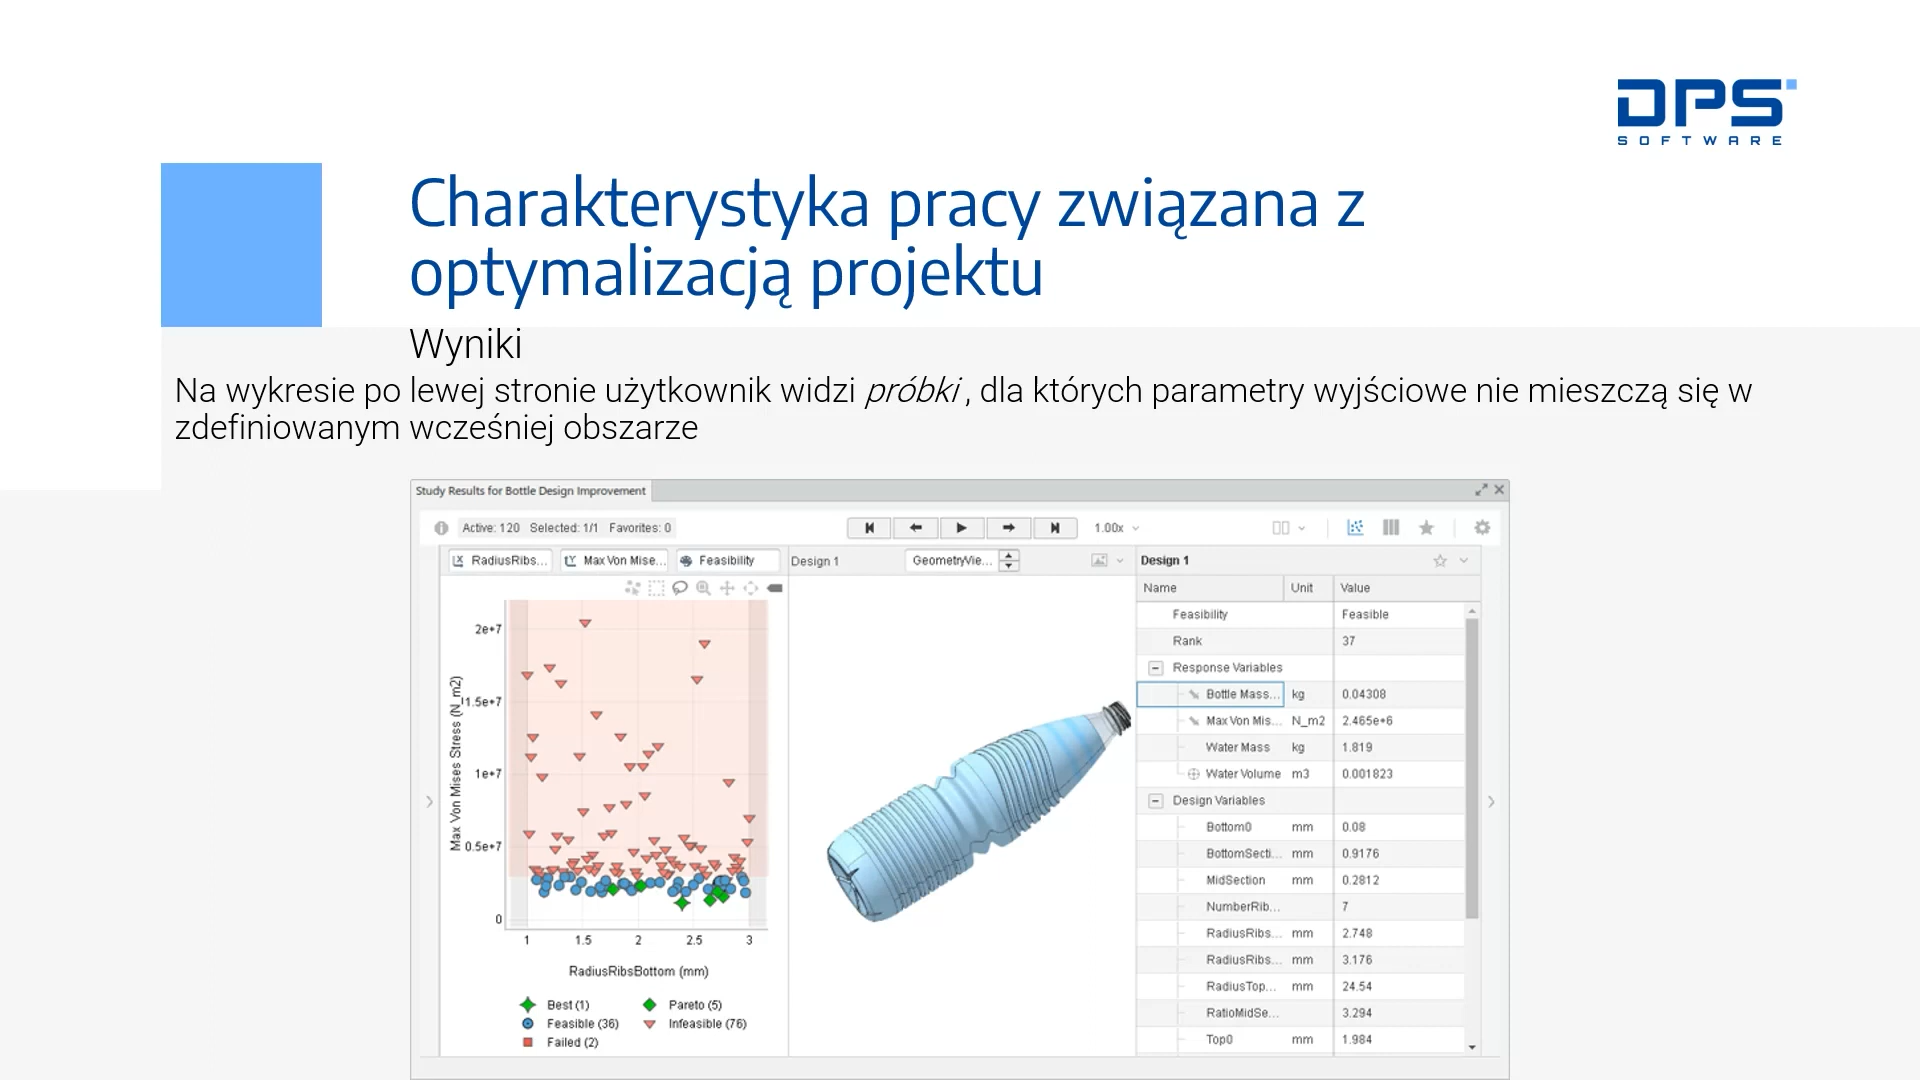 DPS
SOFTWARE
Charakterystyka pracy związana z
optymalizacją projektu
Wyniki
Na wykresie po lewej stronie użytkownik widzi próbki, dla których parametry wyjściowe nie mieszczą się w
zdefiniowanym wcześniej obszarze
Study Results for Bottle Design Improvement
Active: 120 Selected: 1/1 Favorites: 0
1.00x
RadiusRibs... Max Von Mise... Feasibility
Design 1 GeometryVie...
Design 1
Name Unit Value
Feasibility Feasible
Rank 37
Response Variables
Bottle Mass... kg 0.04308
Max Von Mis... N_m2 2.465e+6
Water Mass kg 1.819
Water Volume m3 0.001823
Design Variables
Bottom0 mm 0.08
BottomSecti... mm 0.9176
MidSection mm 0.2812
NumberRib... 7
RadiusRibs... mm 2.748
RadiusRibs... mm 3.176
RadiusTop... mm 24.54
RatioMidSe... 3.294
Top0 mm 1.984
Max Von Mises Stress (N_m2)
2e+7
1.5e+7
1e+7
0.5e+7
0
1 1.5 2 2.5 3
RadiusRibsBottom (mm)
Best (1) Pareto (5)
Feasible (36) Infeasible (76)
Failed (2)